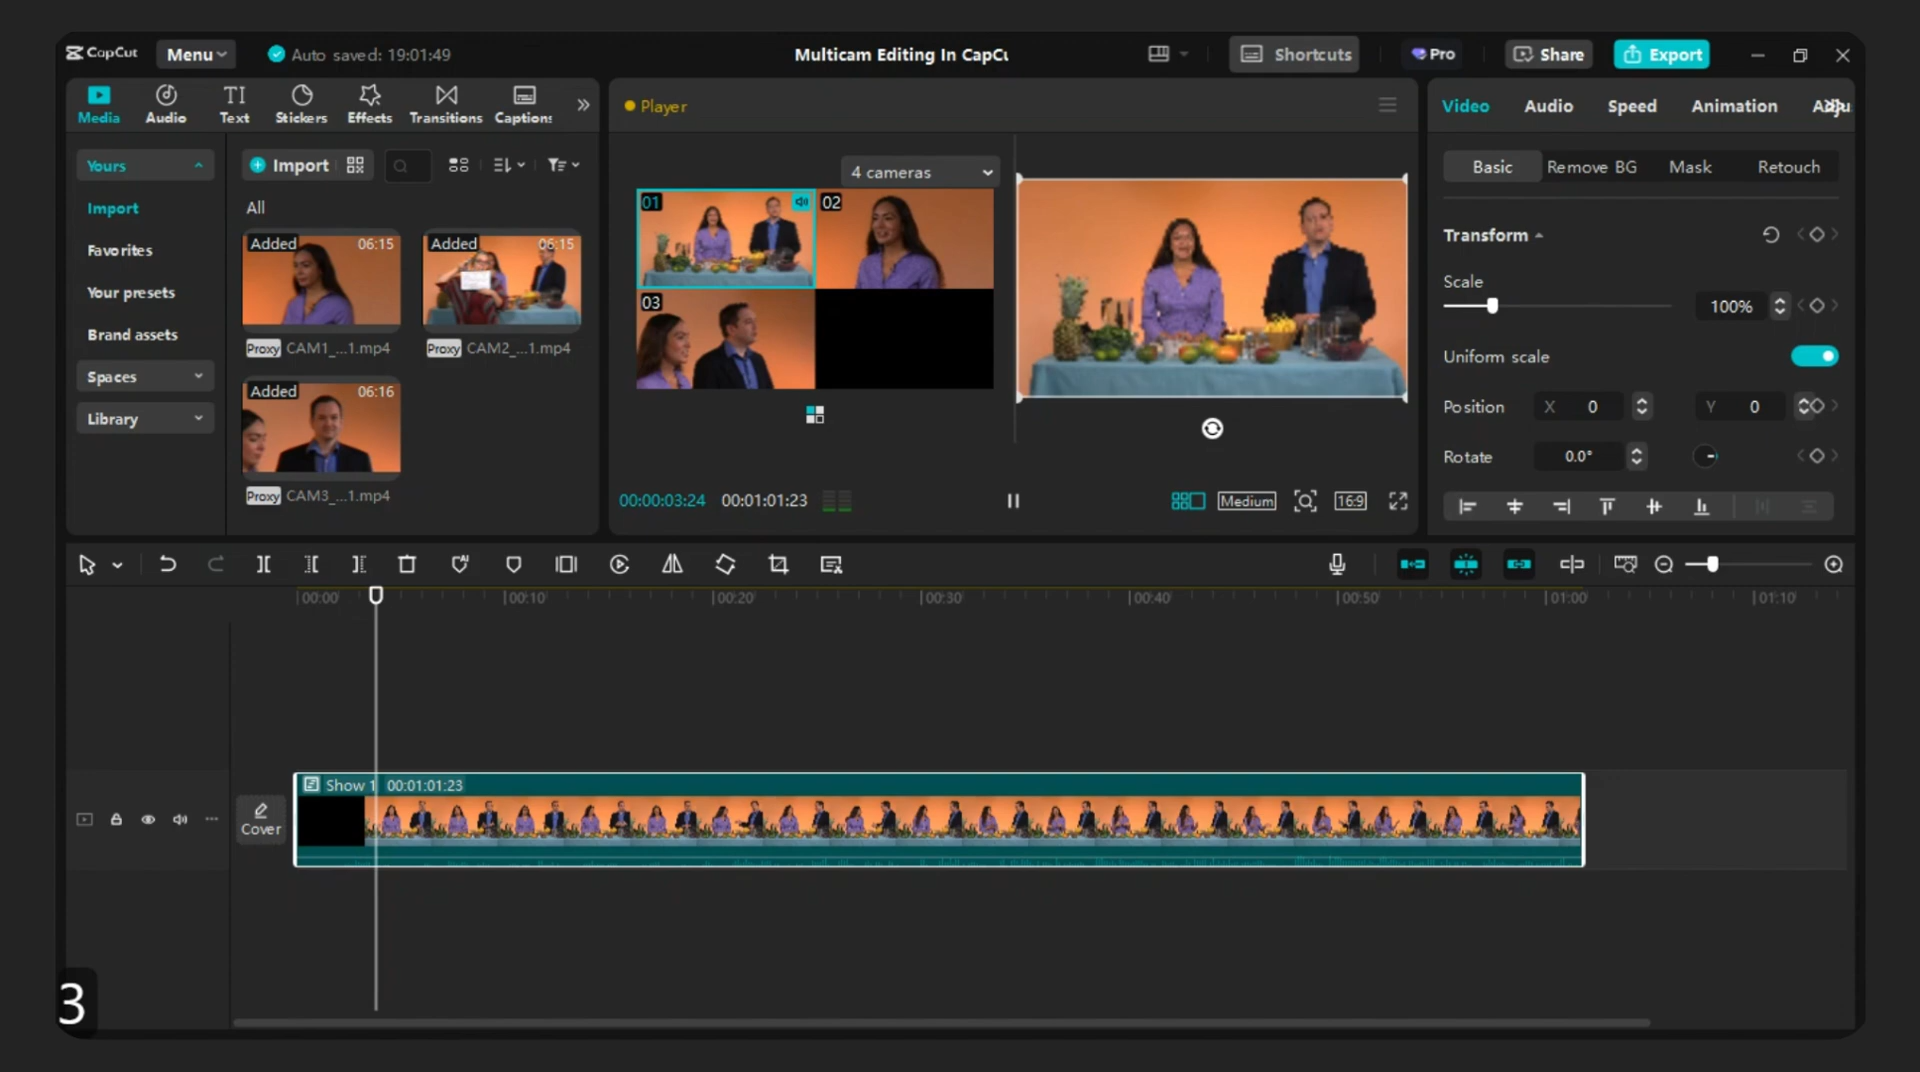 CapCut
Menu
Auto saved: 19:01:49
Multicam Editing In CapCu
Shortcuts
Pro
Share
Export
Media
Audio
Text
Stickers
Effects
Transitions
Captions
Yours
Import
Favorites
Your presets
Brand assets
Spaces
Library
Import
All
Added 06:15
Added 06:15
Proxy CAM1_...1.mp4
Proxy CAM2_...1.mp4
Added 06:16
Proxy CAM3_...1.mp4
Player
4 cameras
01
02
03
00:00:03:24 00:01:01:23
Medium
16:9
Video
Audio
Speed
Animation
Basic
Remove BG
Mask
Retouch
Transform
Scale
100%
Uniform scale
Position X 0 Y 0
Rotate 0.0°
00:00 00:10 00:20 00:30 00:40 00:50 01:00 01:10
Show 1 00:01:01:23
Cover
3